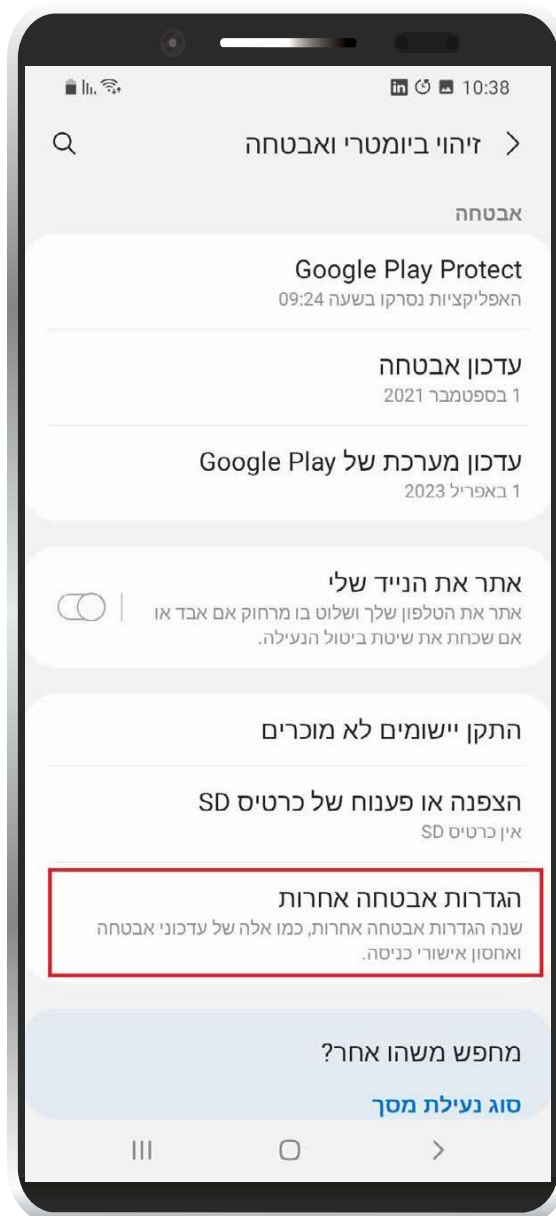 10:38
זיהוי ביומטרי ואבטחה
אבטחה
Google Play Protect
האפליקציות נסרקו בשעה 09:24
עדכון אבטחה
1 בספטמבר 2021
עדכון מערכת של Google Play
1 באפריל 2023
אתר את הנייד שלי
אתר את הטלפון שלך ושלוט בו מרחוק אם אבד או
אם שכחת את שיטת ביטול הנעילה.
התקן יישומים לא מוכרים
הצפנה או פענוח של כרטיס SD
אין כרטיס SD
הגדרות אבטחה אחרות
שנה הגדרות אבטחה אחרות, כמו אלה של עדכוני אבטחה
ואחסון אישורי כניסה.
מחפש משהו אחר?
סוג נעילת מסך